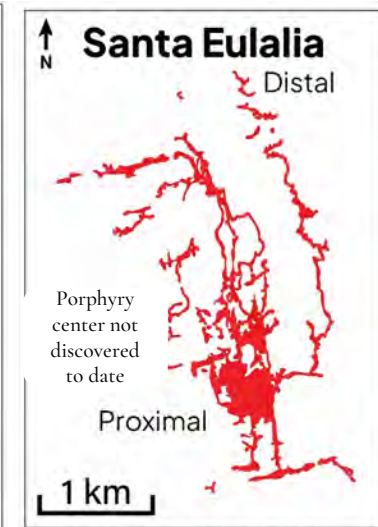 Santa Eulalia
N
Distal
Porphyry
center not
discovered
to date
Proximal
1 km